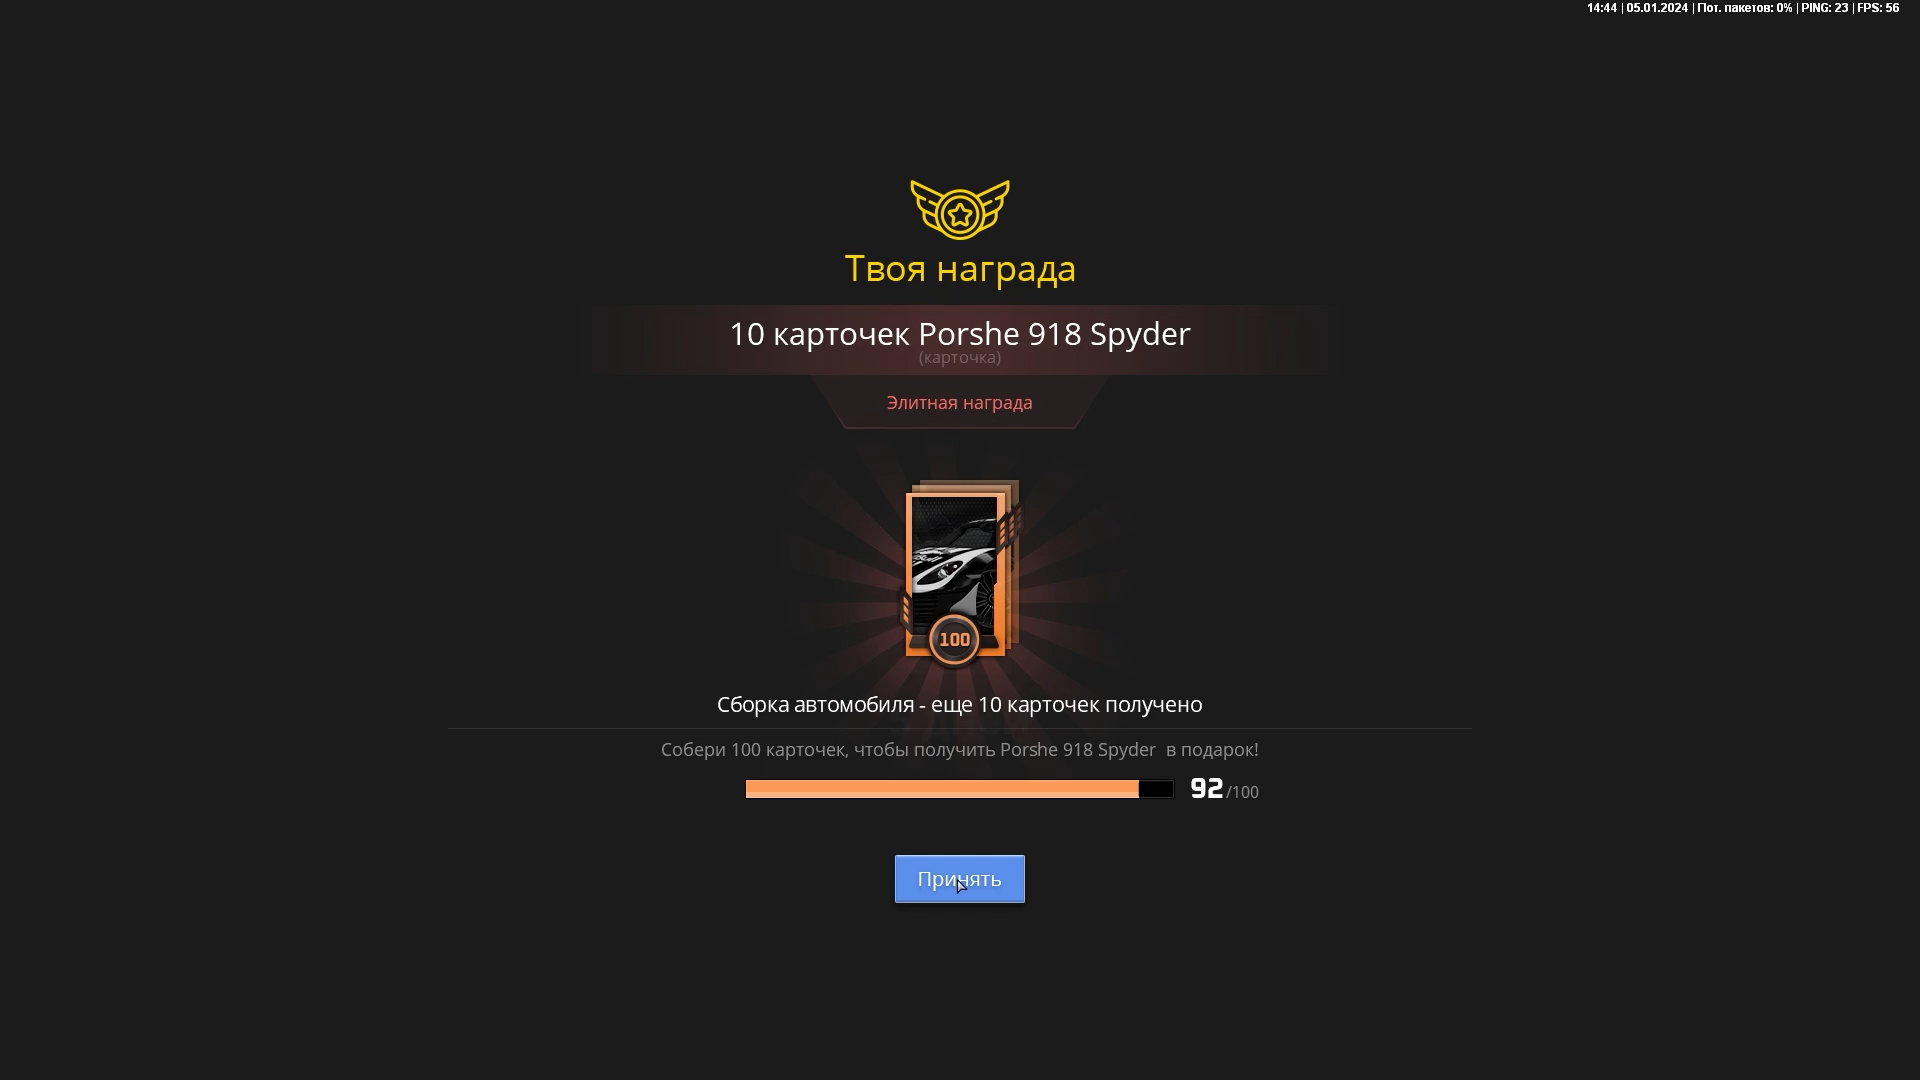 14:44 | 05.01.2024 | Пот. пакетов: 0% | PING: 23 | FPS: 56
Твоя награда
10 карточек Porshe 918 Spyder
(карточка)
Элитная награда
100
Сборка автомобиля - еще 10 карточек получено
Собери 100 карточек, чтобы получить Porshe 918 Spyder в подарок!
92/100
Принять